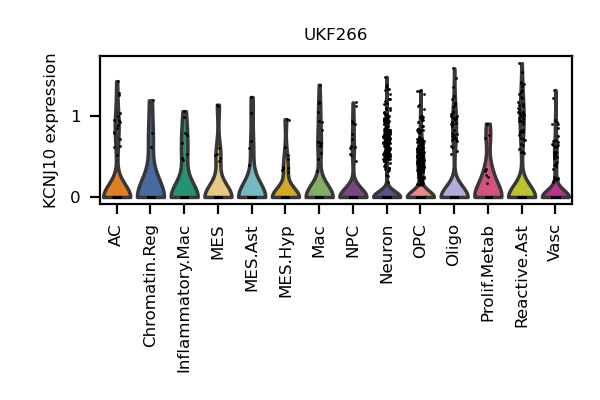 UKF266
KCNJ10 expression
1
0
AC
Chromatin.Reg
Inflammatory.Mac
MES
MES.Ast
MES.Hyp
Mac
NPC
Neuron
OPC
Oligo
Prolif.Metab
Reactive.Ast
Vasc